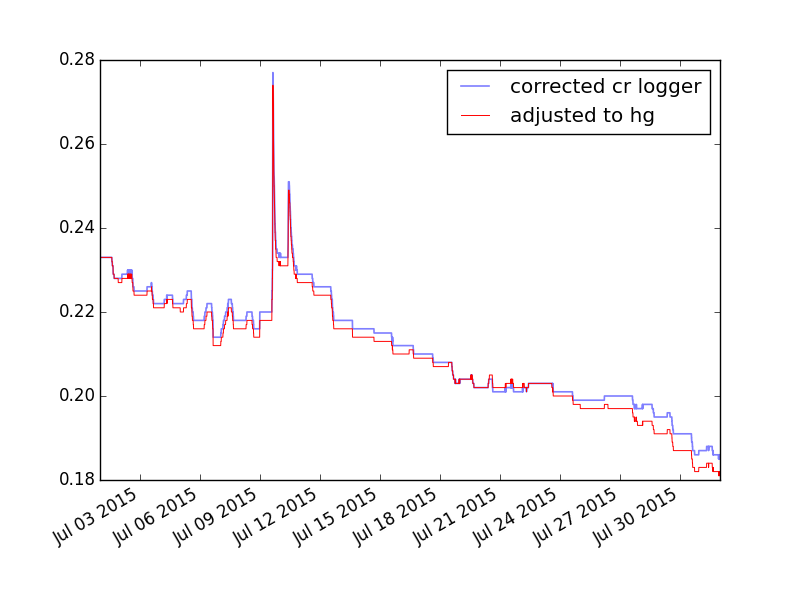 0.28
0.26
0.24
0.22
0.20
0.18
corrected cr logger
adjusted to hg
Jul 03 2015
Jul 06 2015
Jul 09 2015
Jul 12 2015
Jul 15 2015
Jul 18 2015
Jul 21 2015
Jul 24 2015
Jul 27 2015
Jul 30 2015